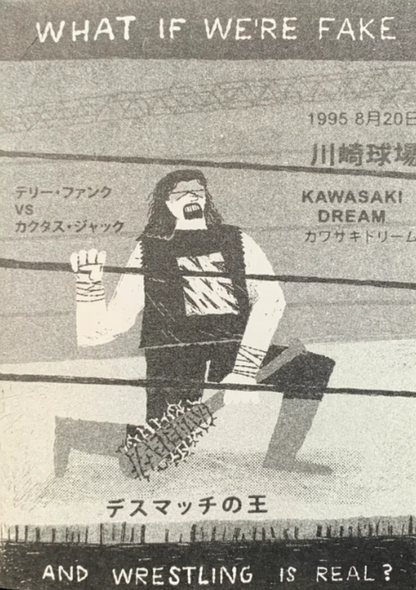 WHAT IF WE'RE FAKE
1995 8月20日
川崎球場
テリー・ファンク
VS
カクタス・ジャック
KAWASAKI
DREAM
カワサキドリーム
デスマッチの王
AND WRESTLING IS REAL?